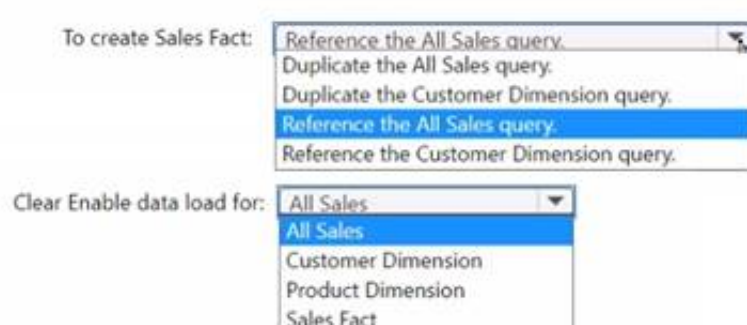 To create Sales Fact: Reference the All Sales query.
Duplicate the All Sales query.
Duplicate the Customer Dimension query.
Reference the All Sales query.
Reference the Customer Dimension query.
Clear Enable data load for: All Sales
All Sales
Customer Dimension
Product Dimension
Sales Fact